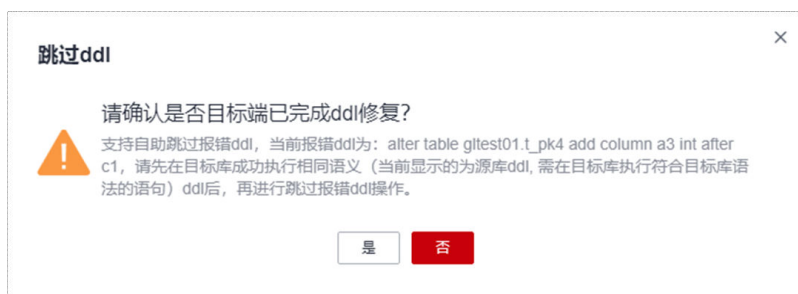 跳过ddl
请确认是否目标端已完成ddl修复？
支持自助跳过报错ddl，当前报错ddl为：alter table gltest01.t_pk4 add column a3 int after
c1，请先在目标库成功执行相同语义（当前显示的为源库ddl, 需在目标库执行符合目标库语
法的语句）ddl后，再进行跳过报错ddl操作。
是
否